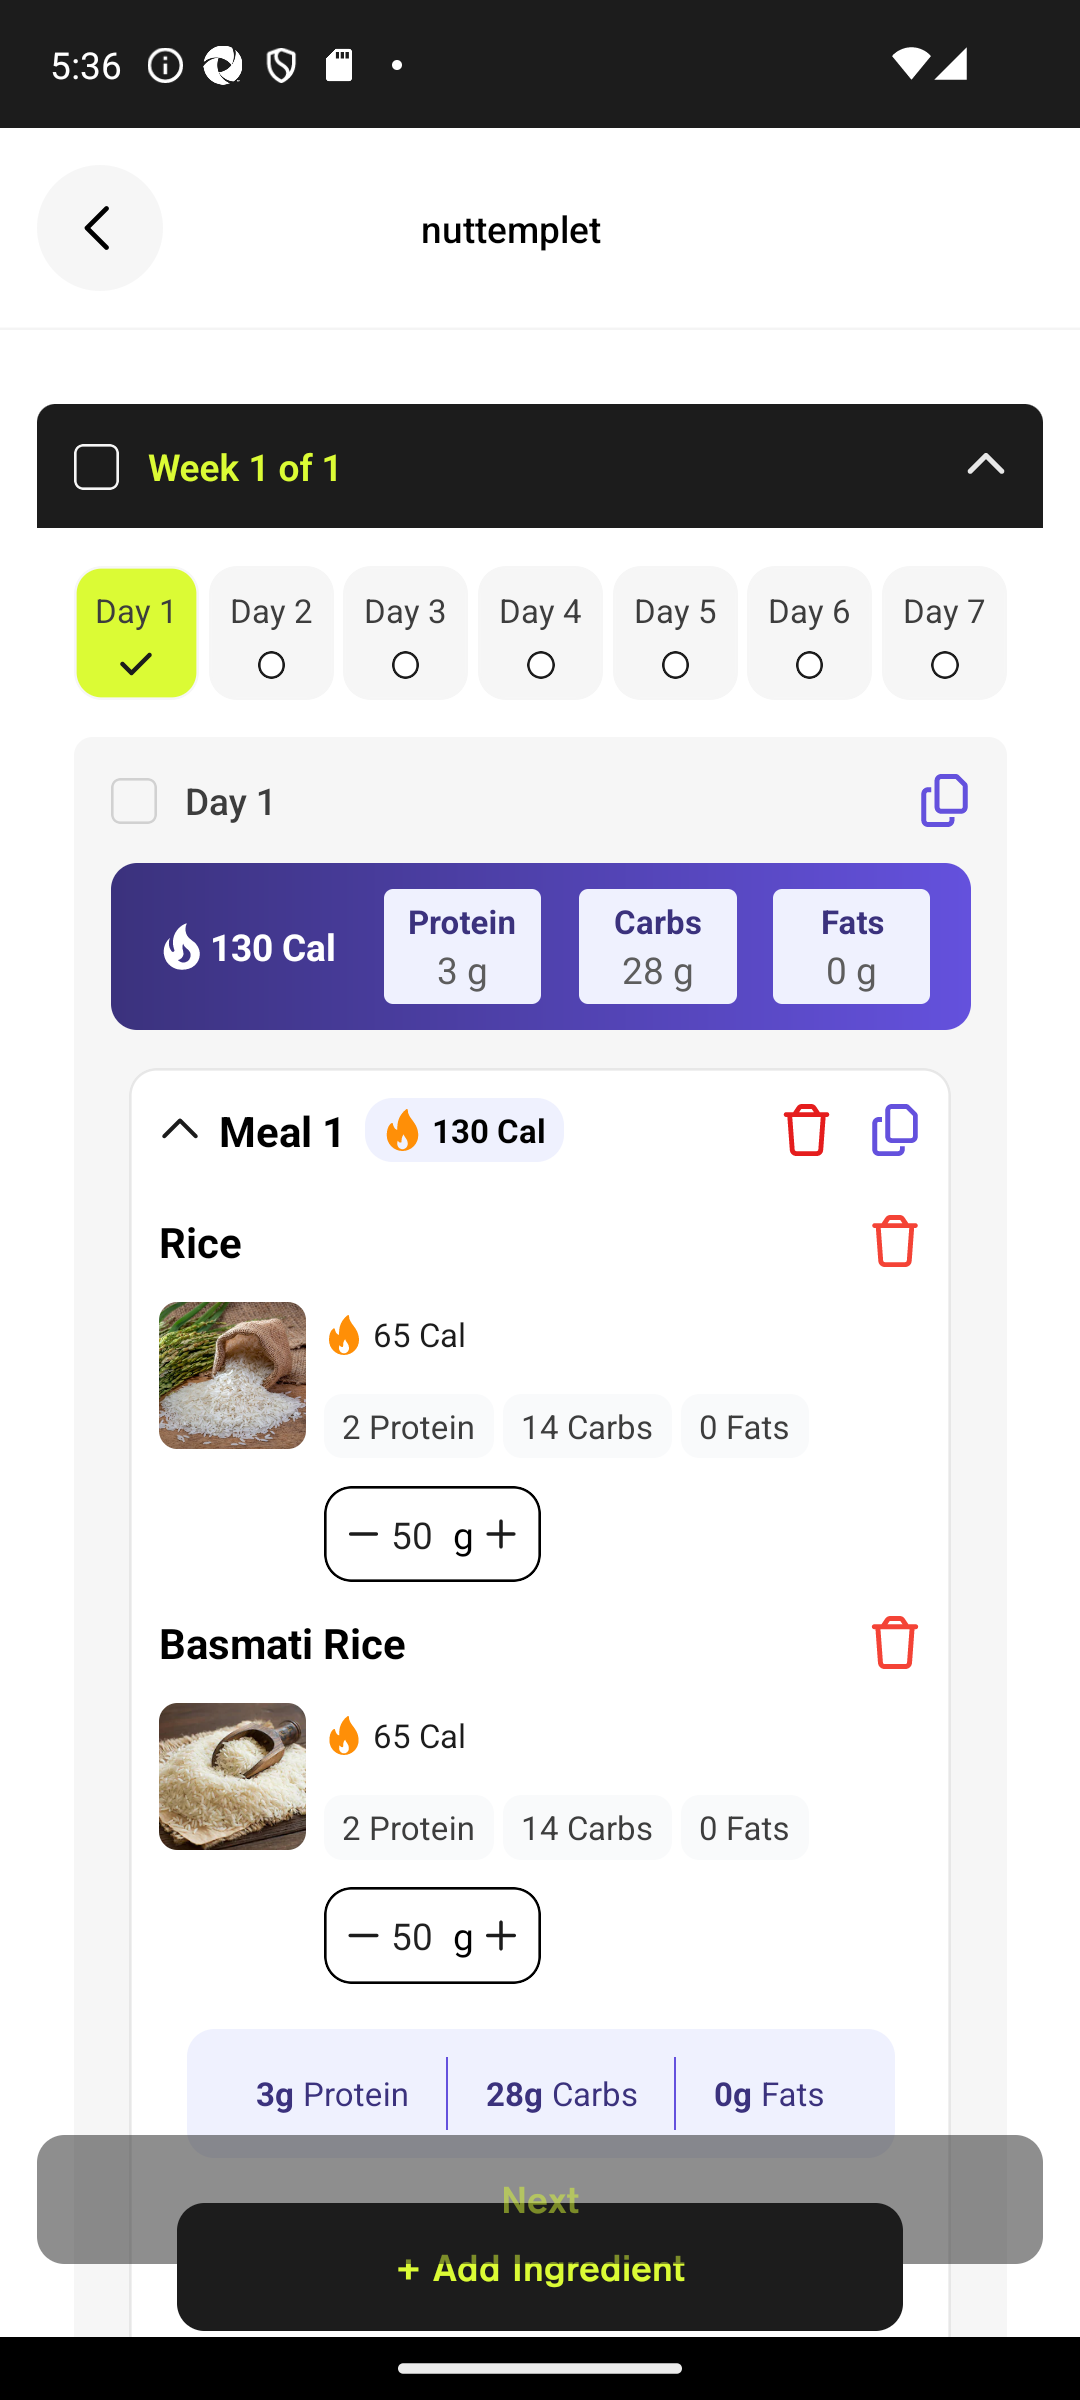 5:36
nuttemplet
Week 1 of 1
Day 1 Day 2 Day 3 Day 4 Day 5 Day 6 Day 7
Day 1
130 Cal
Protein
3 g
Carbs
28 g
Fats
0 g
Meal 1
130 Cal
Rice
65 Cal
2 Protein 14 Carbs 0 Fats
50 g
Basmati Rice
65 Cal
2 Protein 14 Carbs 0 Fats
50 g
3g Protein 28g Carbs 0g Fats
Next
+ Add Ingredient